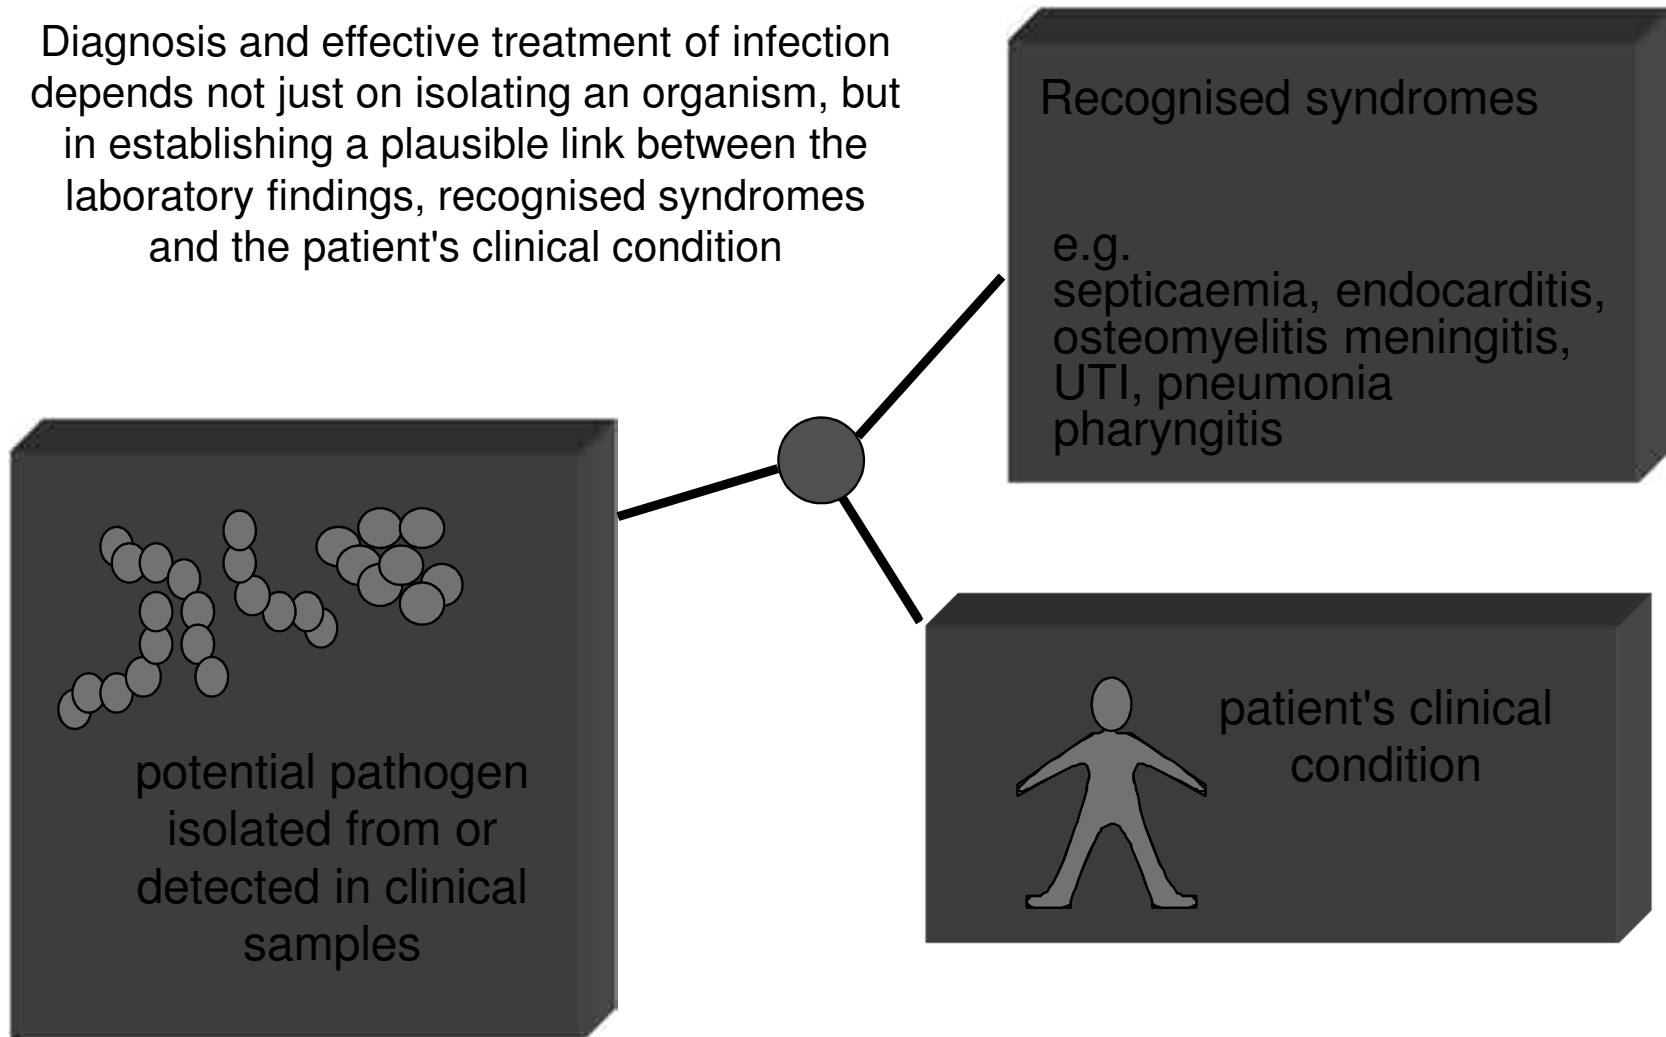 Diagnosis and effective treatment of infection
depends not just on isolating an organism, but
in establishing a plausible link between the
laboratory findings, recognised syndromes
and the patient's clinical condition
Recognised syndromes
e.g.
septicaemia, endocarditis,
osteomyelitis meningitis,
UTI, pneumonia
pharyngitis
potential pathogen
isolated from or
detected in clinical
samples
patient's clinical
condition